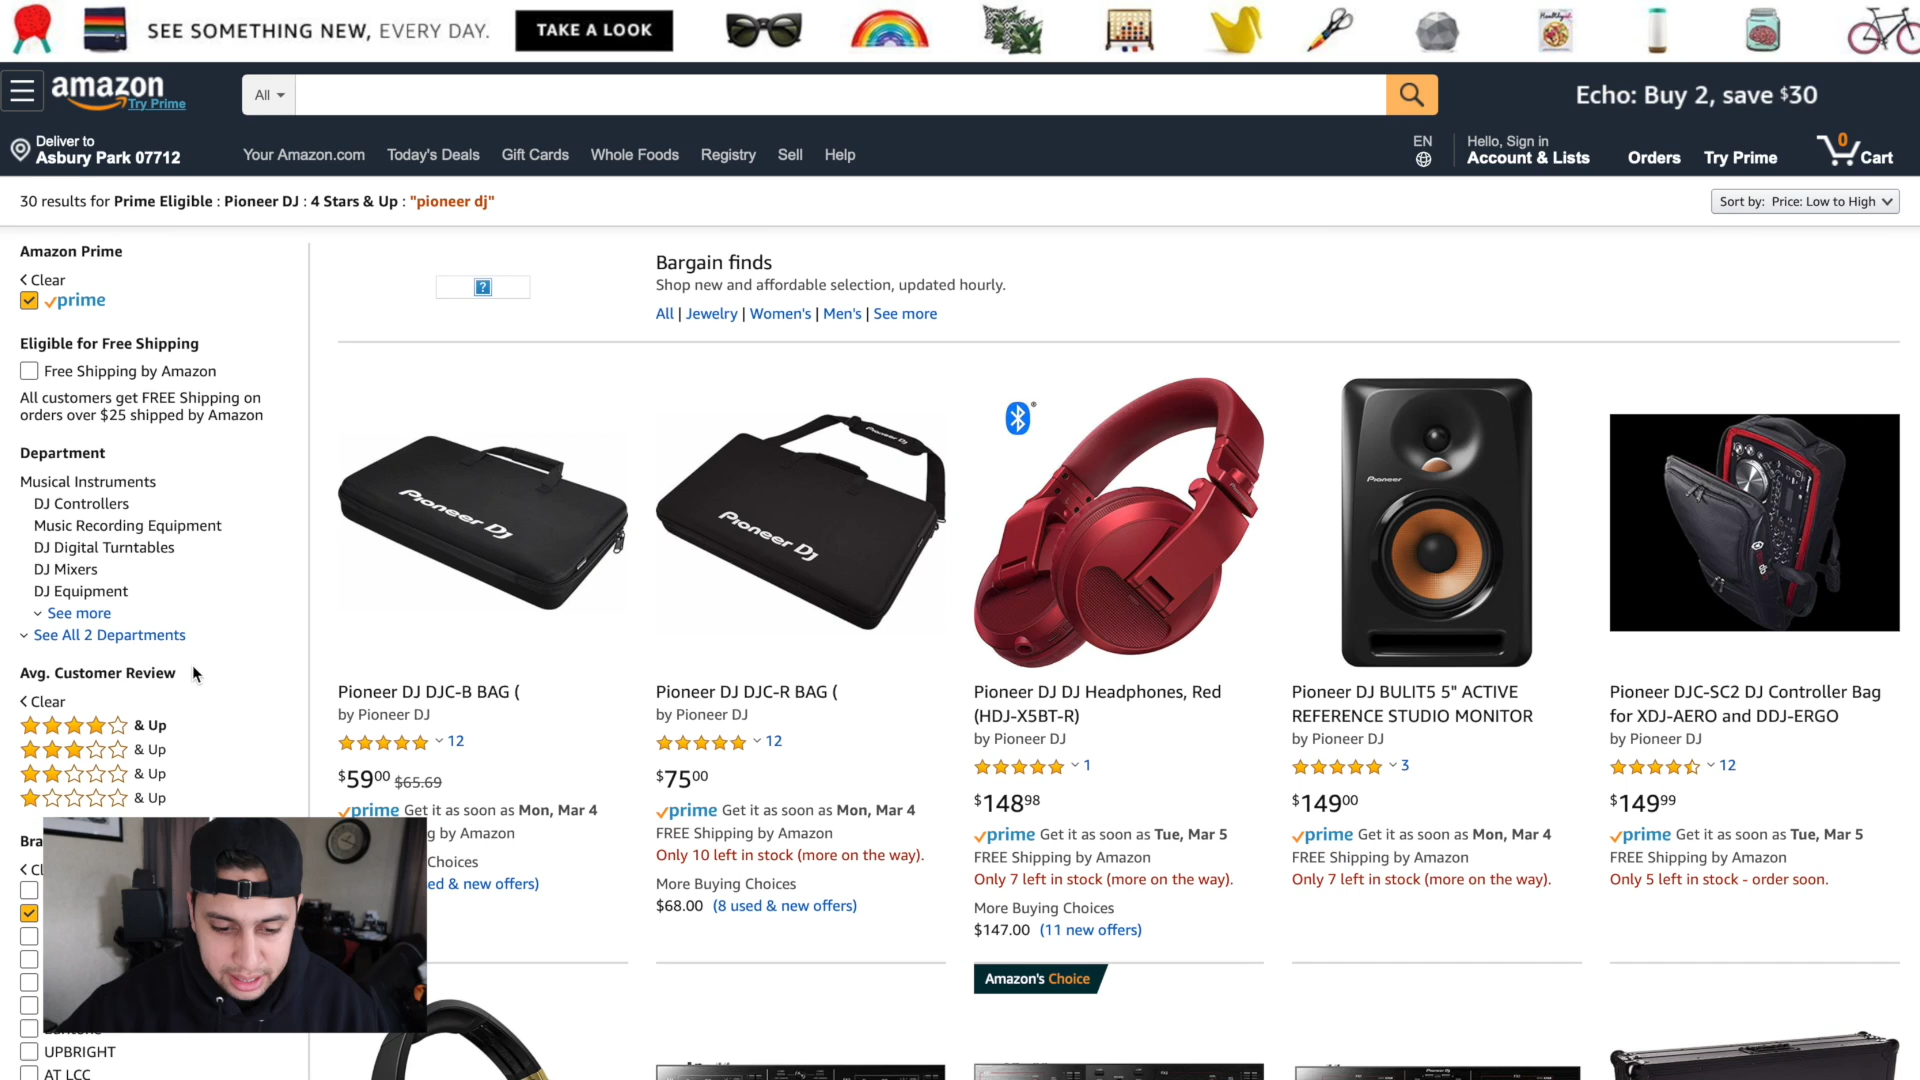 SEE SOMETHING NEW, EVERY DAY.
TAKE A LOOK
amazon
Try Prime
All
Echo: Buy 2, save $30
Deliver to
Asbury Park 07712
Your Amazon.com
Today's Deals
Gift Cards
Whole Foods
Registry
Sell
Help
EN
Hello, Sign in
Account & Lists
Orders
Try Prime
0
Cart
30 results for Prime Eligible : Pioneer DJ : 4 Stars & Up : "pioneer dj"
Sort by: Price: Low to High
Amazon Prime
Clear
prime
Eligible for Free Shipping
Free Shipping by Amazon
All customers get FREE Shipping on
orders over $25 shipped by Amazon
Department
Musical Instruments
DJ Controllers
Music Recording Equipment
DJ Digital Turntables
DJ Mixers
DJ Equipment
See more
See All 2 Departments
Avg. Customer Review
Clear
& Up
& Up
& Up
& Up
Bra
Cl
UPBRIGHT
AT LCC
Bargain finds
Shop new and affordable selection, updated hourly.
All | Jewelry | Women's | Men's | See more
Pioneer Dj
Pioneer DJ DJC-B BAG (
by Pioneer DJ
12
$5900 $65.69
prime Get it as soon as Mon, Mar 4
g by Amazon
Choices
ed & new offers)
Pioneer Dj
Pioneer Dj
Pioneer DJ DJC-R BAG (
by Pioneer DJ
12
$7500
prime Get it as soon as Mon, Mar 4
FREE Shipping by Amazon
Only 10 left in stock (more on the way).
More Buying Choices
$68.00 (8 used & new offers)
Pioneer DJ DJ Headphones, Red
(HDJ-X5BT-R)
by Pioneer DJ
1
$14898
prime Get it as soon as Tue, Mar 5
FREE Shipping by Amazon
Only 7 left in stock (more on the way).
More Buying Choices
$147.00 (11 new offers)
Amazon's Choice
Pioneer
Pioneer DJ BULIT5 5" ACTIVE
REFERENCE STUDIO MONITOR
by Pioneer DJ
3
$14900
prime Get it as soon as Mon, Mar 4
FREE Shipping by Amazon
Only 7 left in stock (more on the way).
Pioneer DJC-SC2 DJ Controller Bag
for XDJ-AERO and DDJ-ERGO
by Pioneer DJ
12
$14999
prime Get it as soon as Tue, Mar 5
FREE Shipping by Amazon
Only 5 left in stock - order soon.